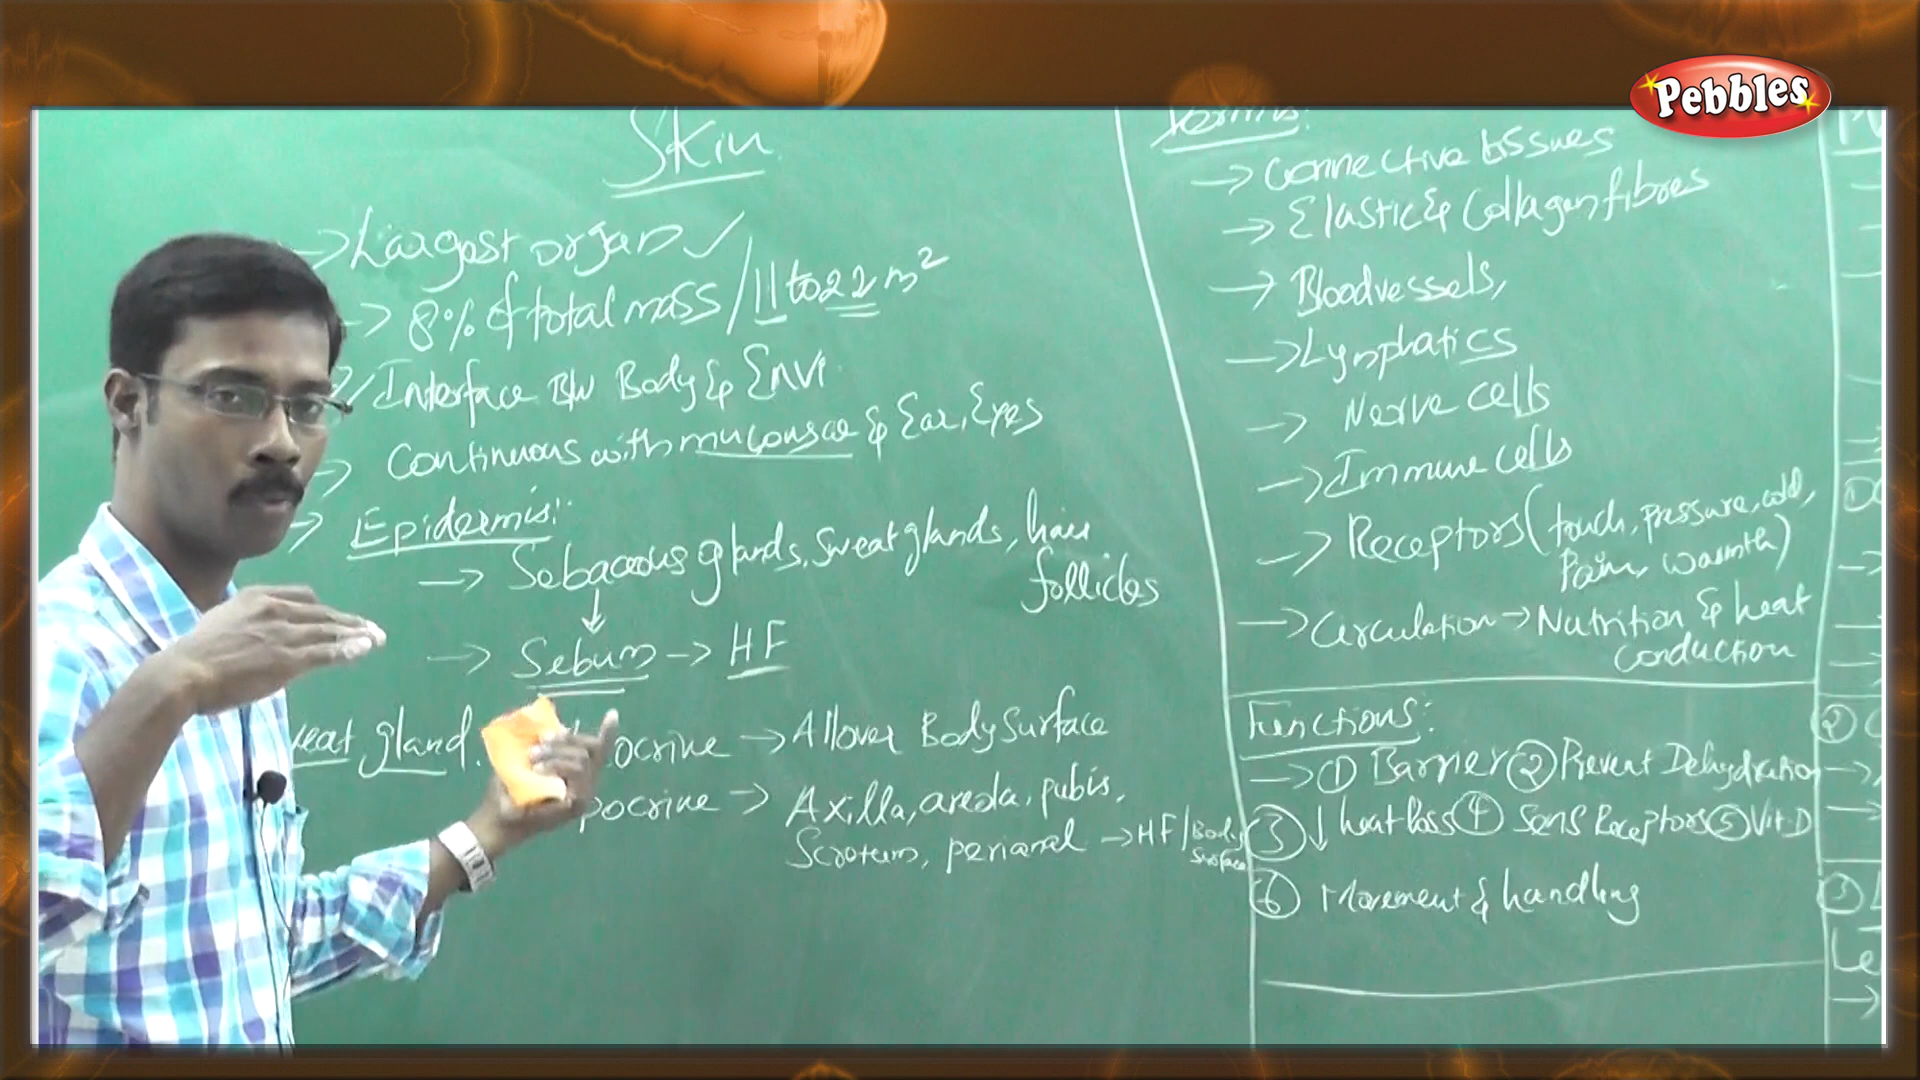 Pebbles
Skin
→ Largest organ ✓
→ 8% of total mass / 11 to 22 m²
Interface B/w Body & Envi
→ Continuous with mucosae & Ear, Eyes
→ Epidermis:
→ Sebaceous glands, sweat glands, hair
follicles
↓
→ Sebum → HF
eat gland. ocrine → All over Body Surface
pocrine → Axilla, areola, pubis,
Scrotum, perianal → HF / Body
Surface
→ Connective tissues
→ Elastic & Collagen fibres
→ Bloodvessels,
→ Lymphatics
→ Nerve cells
→ Immune cells
→ Receptors (touch, pressure, cold,
Pain, warmth)
→ Circulation → Nutrition & heat
conduction
Functions:
→ ① Barrier ② Prevent Dehydration
③ ↓ heat loss ④ Sens Receptors ⑤ Vit-D
⑥ Movement & handling